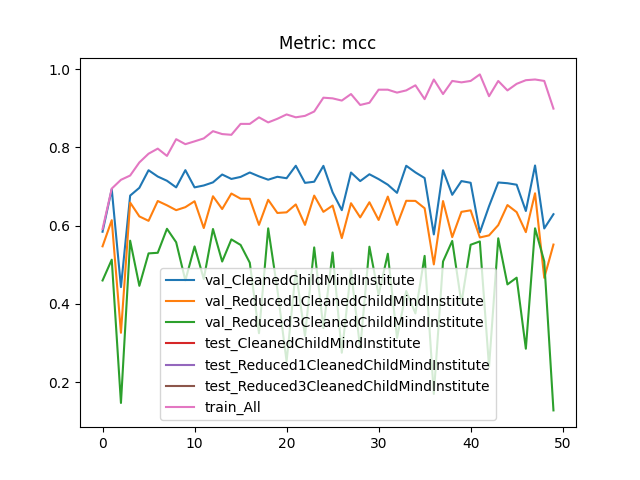 Metric: mcc
1.0
0.8
0.6
0.4
0.2
val_CleanedChildMindInstitute
val_Reduced1CleanedChildMindInstitute
val_Reduced3CleanedChildMindInstitute
test_CleanedChildMindInstitute
test_Reduced1CleanedChildMindInstitute
test_Reduced3CleanedChildMindInstitute
train_All
0 10 20 30 40 50